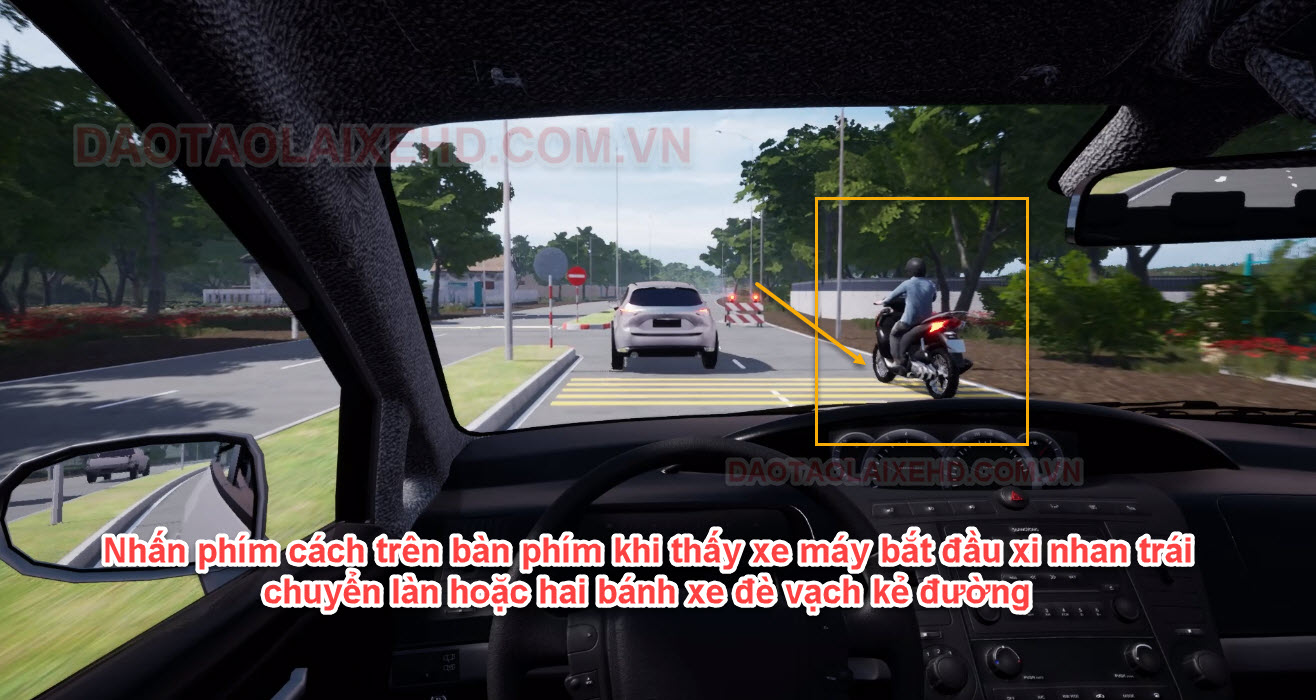 DAOTAOLAIXEHD.COM.VN
DAOTAOLAIXEHD.COM.VN
Nhấn phím cách trên bàn phím khi thấy xe máy bắt đầu xi nhan trái
chuyển làn hoặc hai bánh xe đè vạch kẻ đường